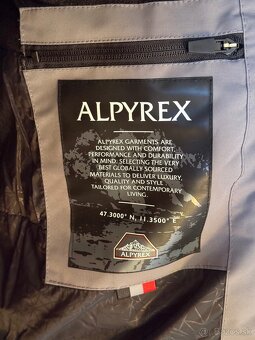 ALPYREX
ALPYREX GARMENTS ARE
DESIGNED WITH COMFORT,
PERFORMANCE AND DURABILITY
IN MIND. SELECTING THE VERY
BEST GLOBALLY SOURCED
MATERIALS TO DELIVER LUXURY,
QUALITY AND STYLE
TAILORED FOR CONTEMPORARY
LIVING.
47.3000° N, 11.3500° E
ALPYREX